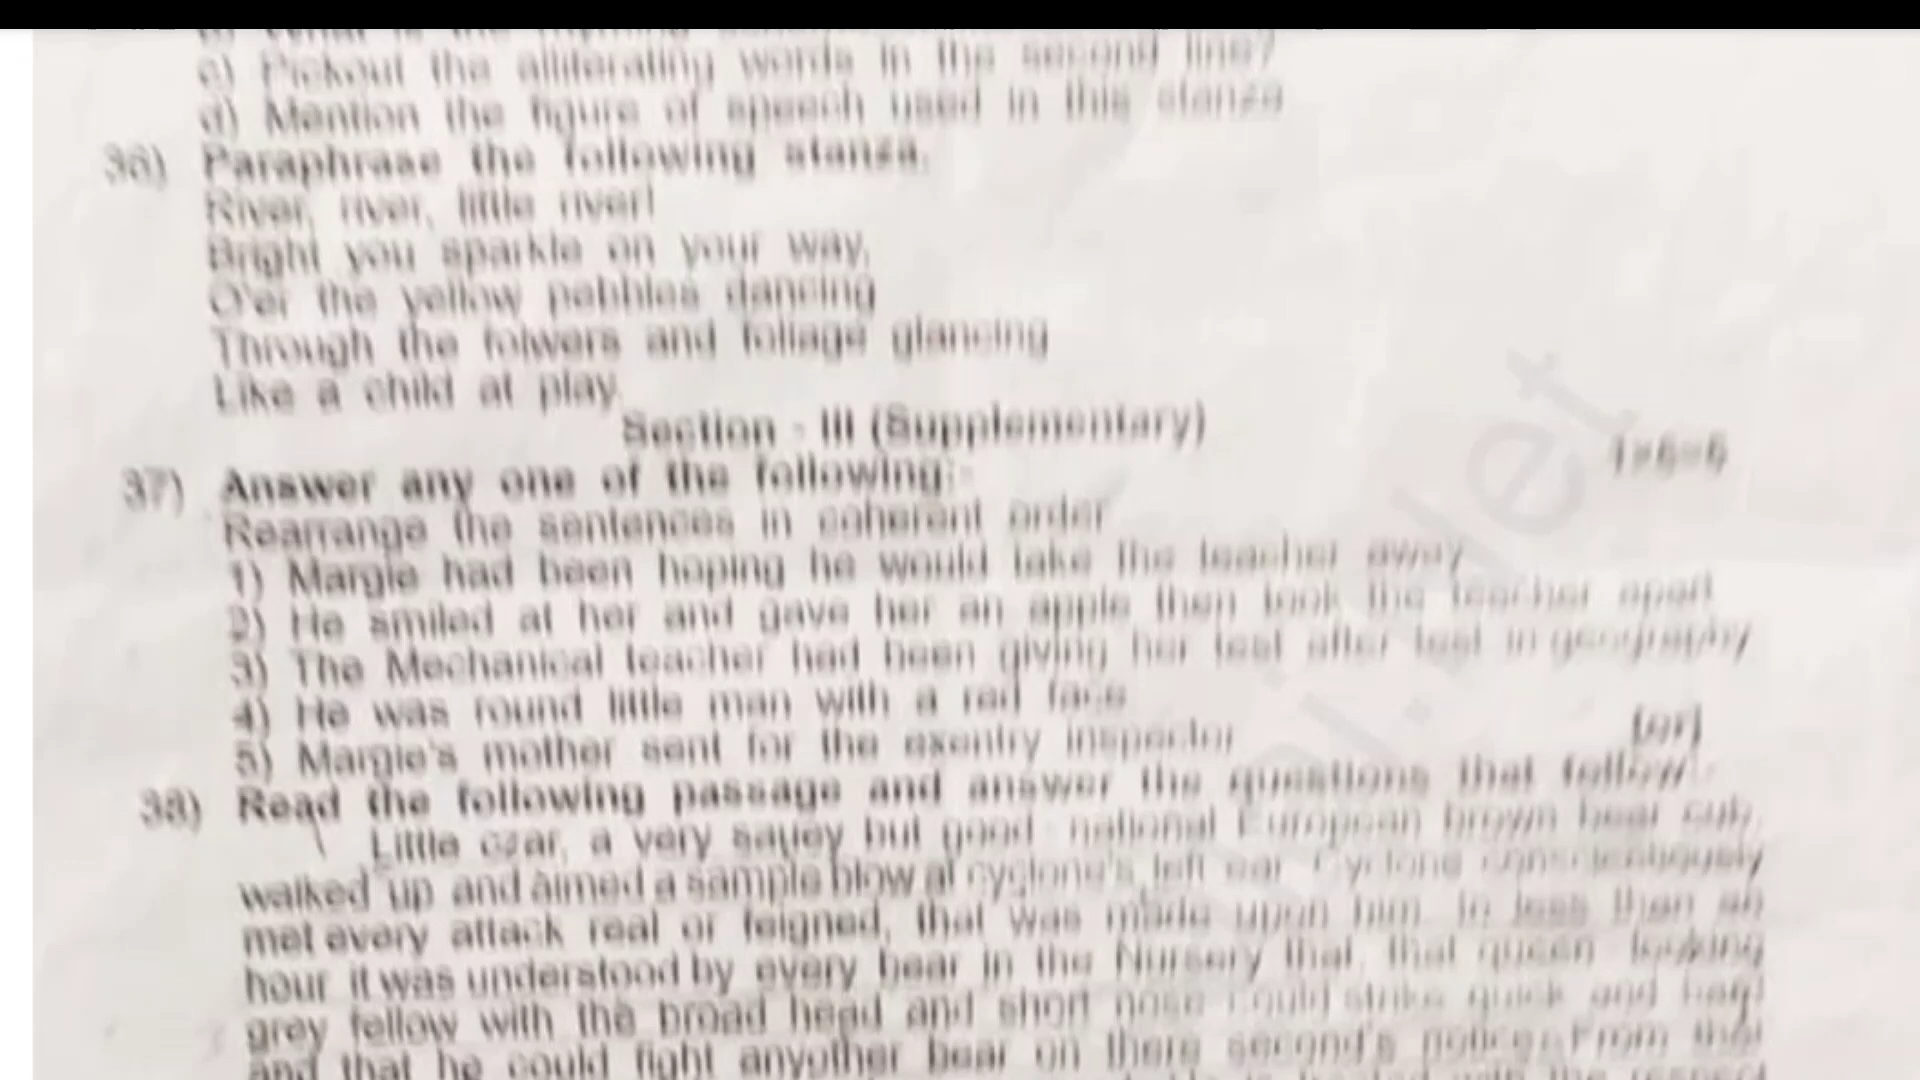 c) Pickout the alliterating words in the second line?
d) Mention the figure of speech used in this stanza
36) Paraphrase the following stanza.
River, river, little river!
Bright you sparkle on your way,
O'er the yellow pebbles dancing
Through the folwers and foliage glancing
Like a child at play.
Section - III (Supplementary)
37) Answer any one of the following:-
1×5=5
Rearrange the sentences in coherent order
1) Margie had been hoping he would take the teacher away
2) He smiled at her and gave her an apple then took the teacher apart
3) The Mechanical teacher had been giving her test after test in geography
4) He was round little man with a red face
5) Margie's mother sent for the inspector
(or)
38) Read the following passage and answer the questions that follow:-
Little czar, a very saucy but good - national European brown bear cub,
walked up and aimed a sample blow at cyclone's left ear. Cyclone conscientiously
met every attack real or feigned, that was made upon him. In less than an
hour it was understood by every bear in the Nursery that, that queen - looking
grey fellow with the broad head and short nose could strike quick and hard
and that he could fight anyother bear on there second's notice. From that